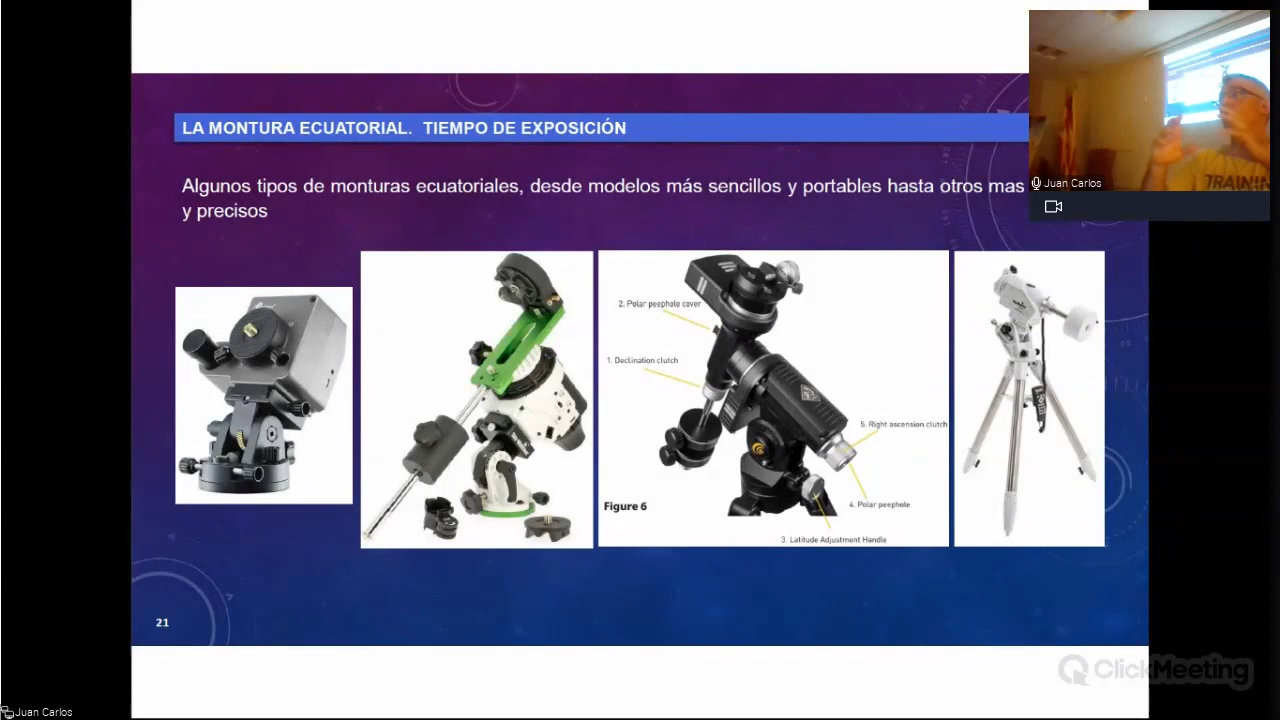 LA MONTURA ECUATORIAL. TIEMPO DE EXPOSICIÓN
Algunos tipos de monturas ecuatoriales, desde modelos más sencillos y portables hasta otros mas
y precisos
Juan Carlos
2. Polar peephole cover
1. Declination clutch
5. Right ascension clutch
4. Polar peephole
Figure 6
3. Latitude Adjustment Handle
TRAINING
21
ClickMeeting
Juan Carlos